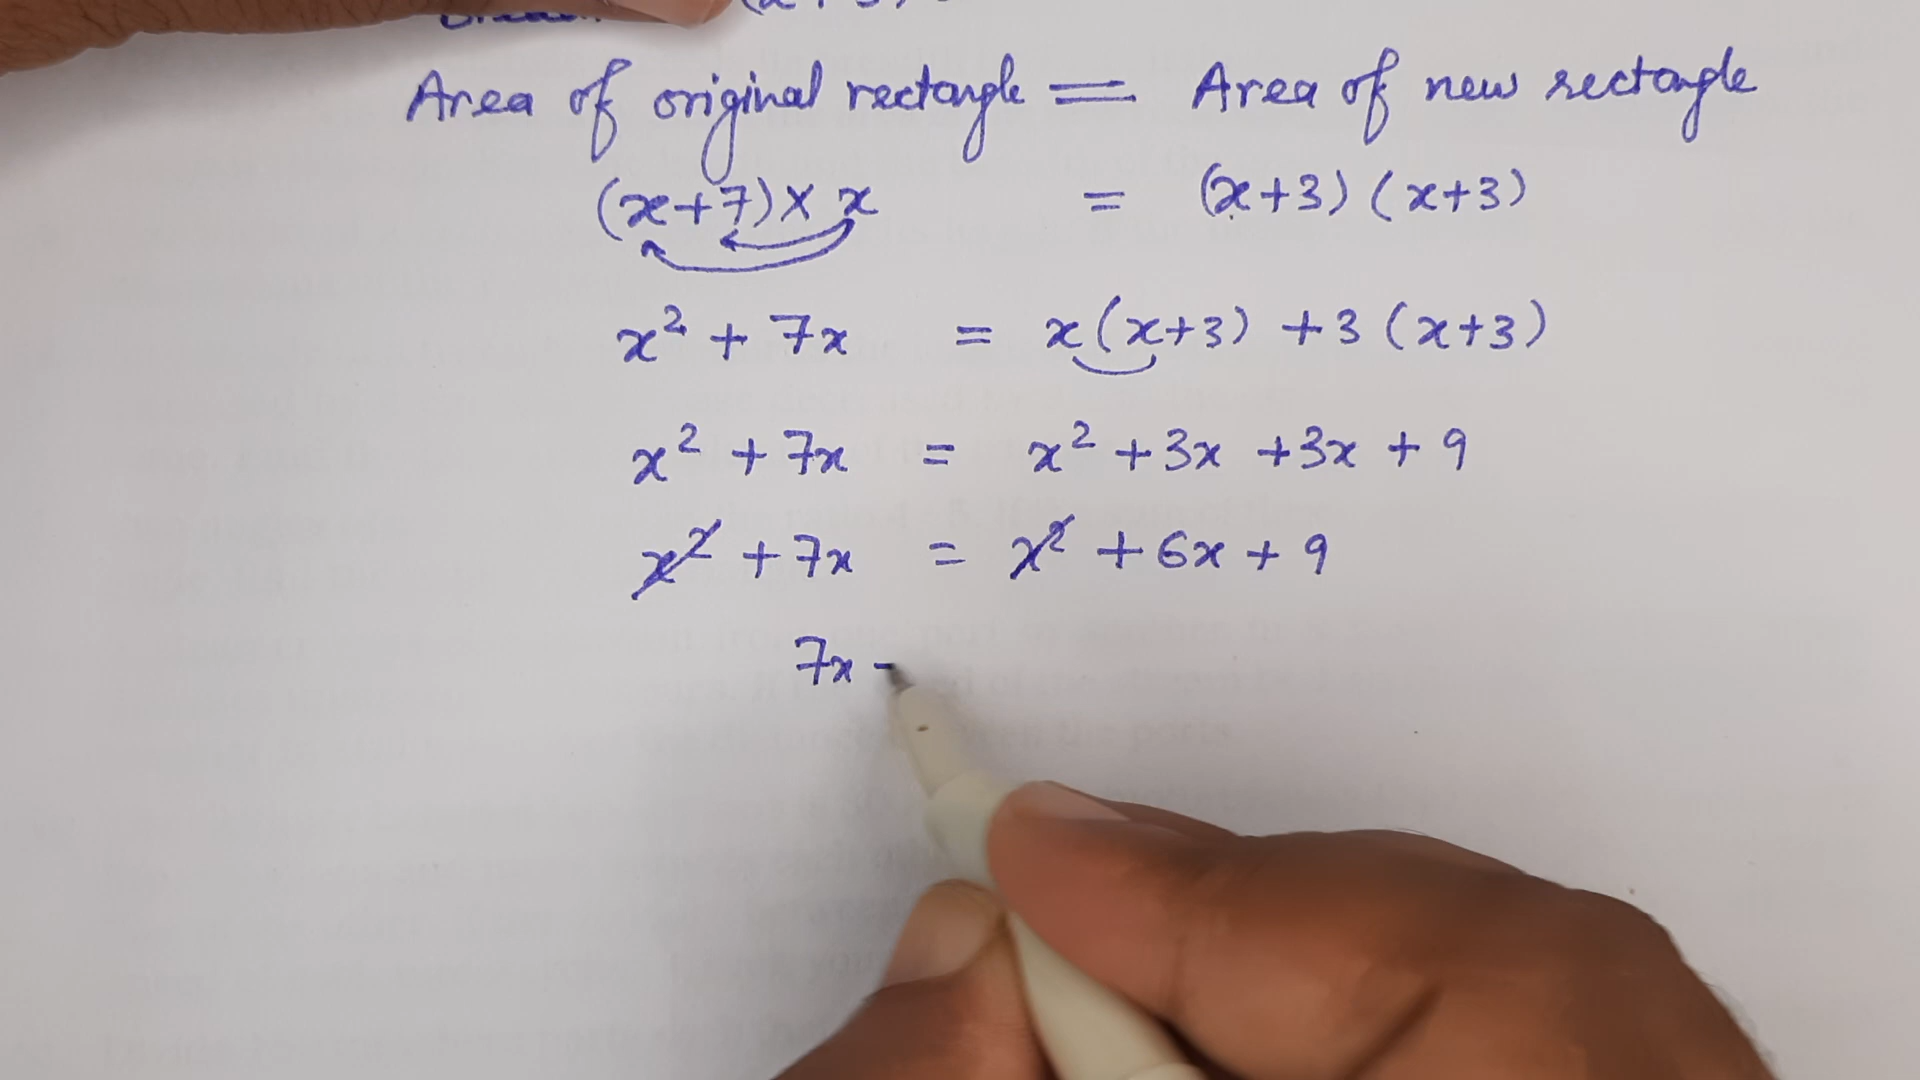 (x+3)
Area of original rectangle = Area of new rectangle
(x+7)×x = (x+3)(x+3)
x² + 7x = x(x+3) +3(x+3)
x² + 7x = x² +3x +3x + 9
x² + 7x = x² + 6x + 9
7x -